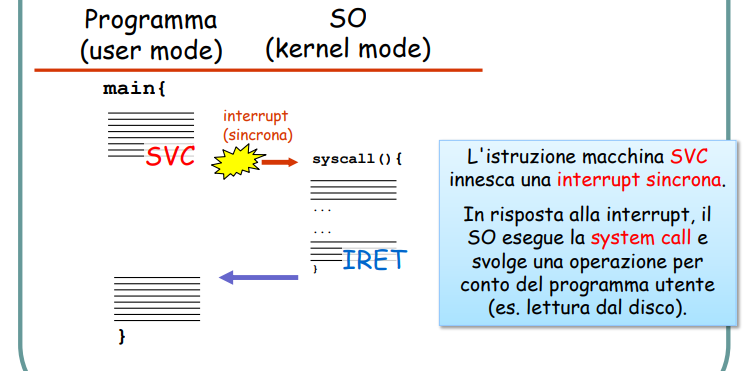 Programma
(user mode)
SO
(kernel mode)
main{
SVC
interrupt
(sincrona)
syscall(){
...
...
IRET
}
}
L'istruzione macchina SVC
innesca una interrupt sincrona.
In risposta alla interrupt, il
SO esegue la system call e
svolge una operazione per
conto del programma utente
(es. lettura dal disco).